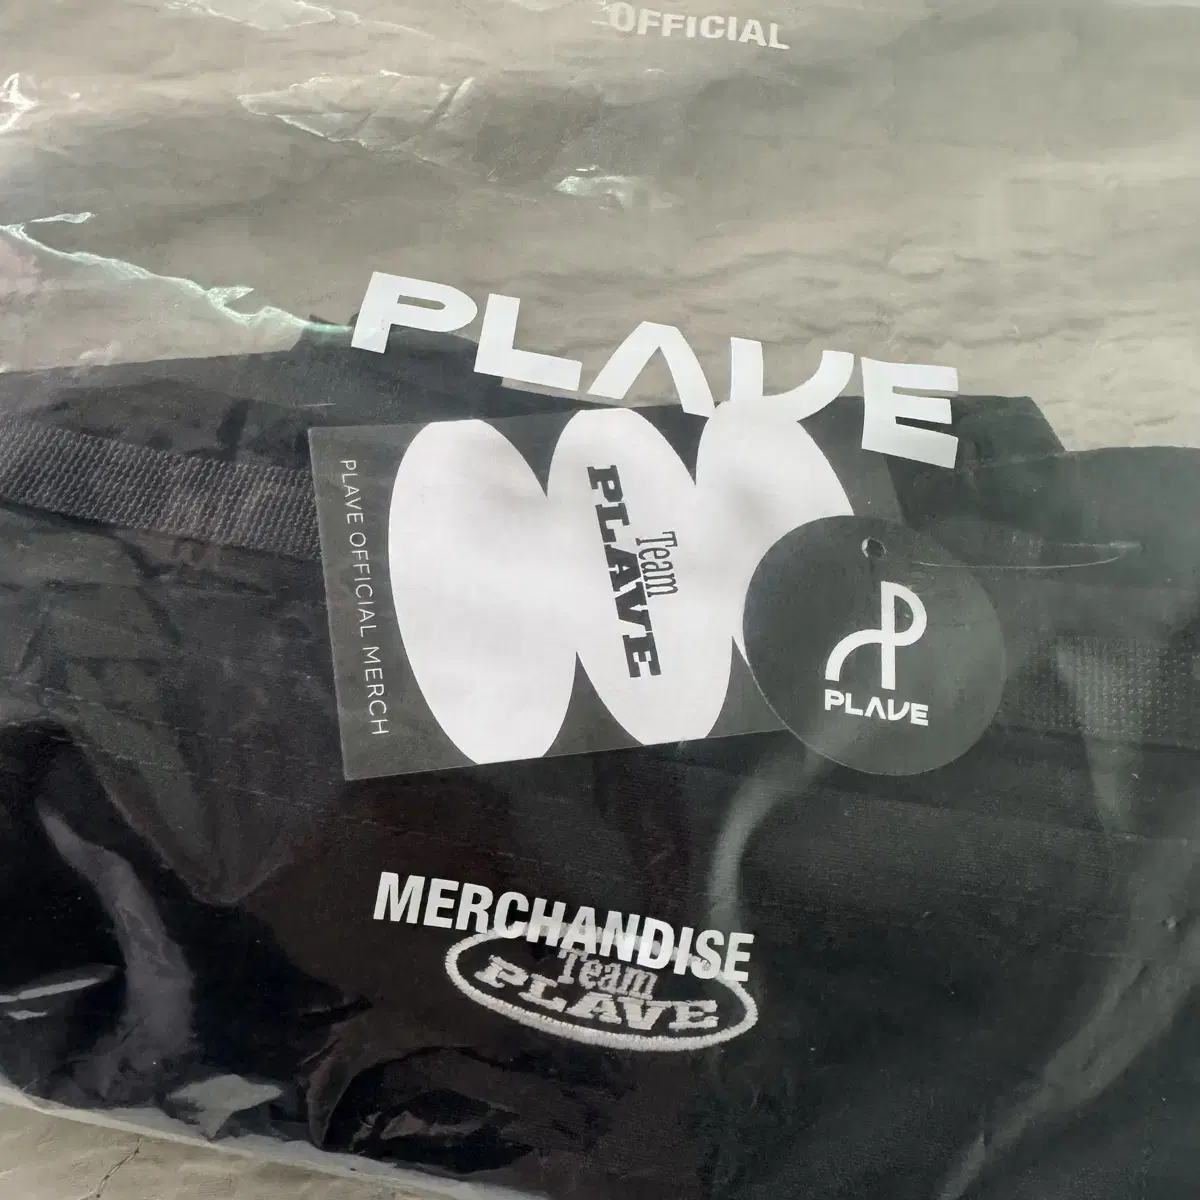 OFFICIAL
PLAVE
PLAVE OFFICIAL MERCH
Team
PLAVE
PLAVE
MERCHANDISE
Team
PLAVE